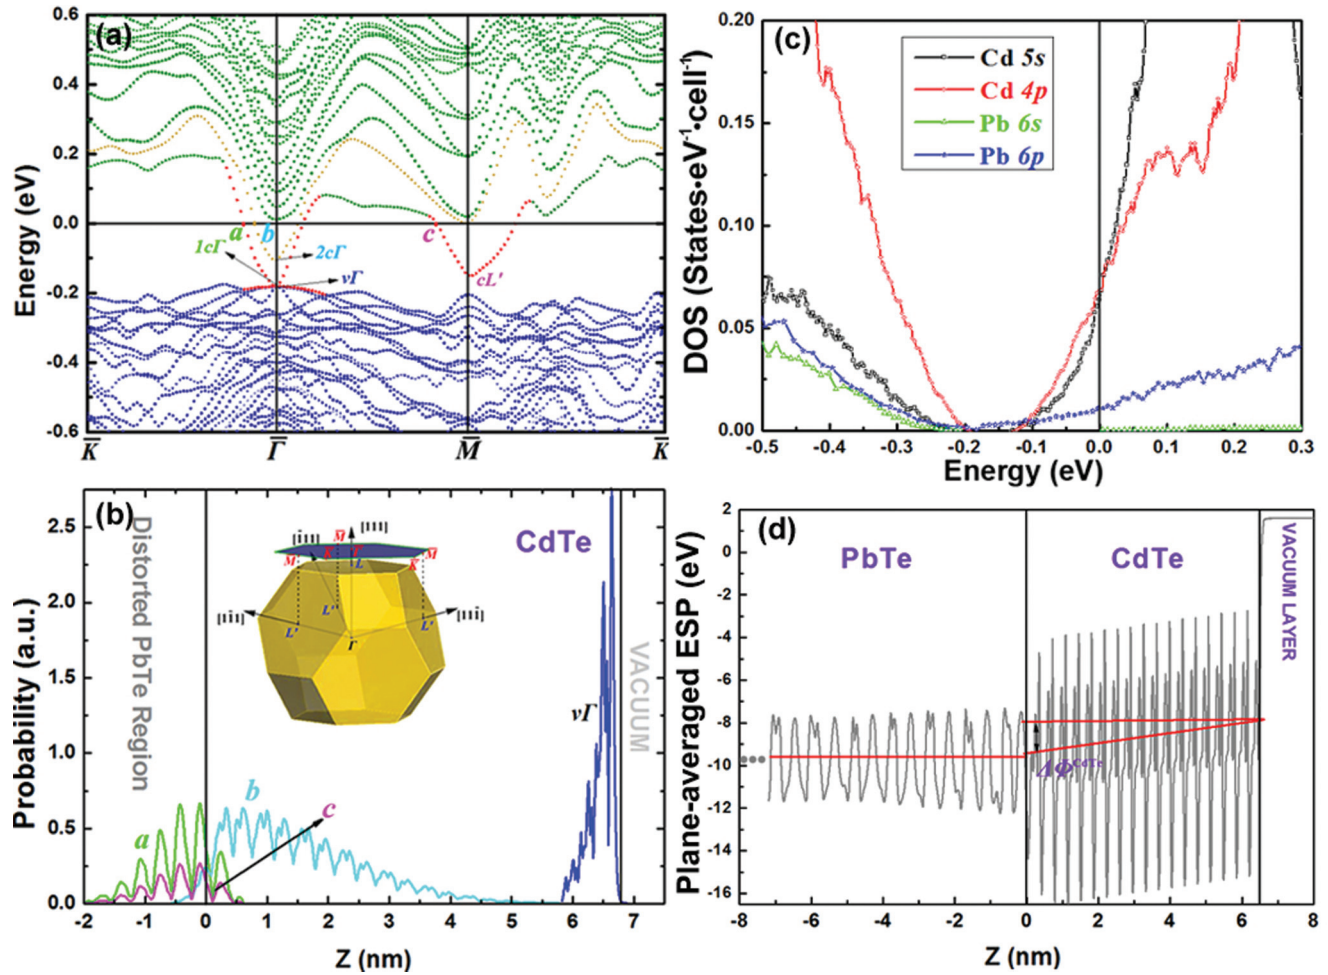 (a)
0.6
0.4
0.2
0.0
-0.2
-0.4
-0.6
Energy (eV)
a
b
c
1cΓ
2cΓ
vΓ
cL'
K̅
Γ̅
M̅
K̅
(c)
Cd 5s
Cd 4p
Pb 6s
Pb 6p
0.20
0.15
0.10
0.05
0.00
DOS (States·eV⁻¹·cell⁻¹)
-0.5
-0.4
-0.3
-0.2
-0.1
0.0
0.1
0.2
0.3
Energy (eV)
(b)
Distorted PbTe Region
CdTe
VACUUM
[1̅11]
[111]
M̅
M̅
K̅
Γ̅
L
K̅
M̅
[11̅1]
[111̅]
L'
L'
L'
Γ
vΓ
a
b
c
2.5
2.0
1.5
1.0
0.5
0.0
Probability (a.u.)
-2
-1
0
1
2
3
4
5
6
7
Z (nm)
(d)
PbTe
CdTe
VACUUM LAYER
ΔΦᶜᵈᵀᵉ
2
0
-2
-4
-6
-8
-10
-12
-14
-16
Plane-averaged ESP (eV)
-8
-6
-4
-2
0
2
4
6
8
Z (nm)